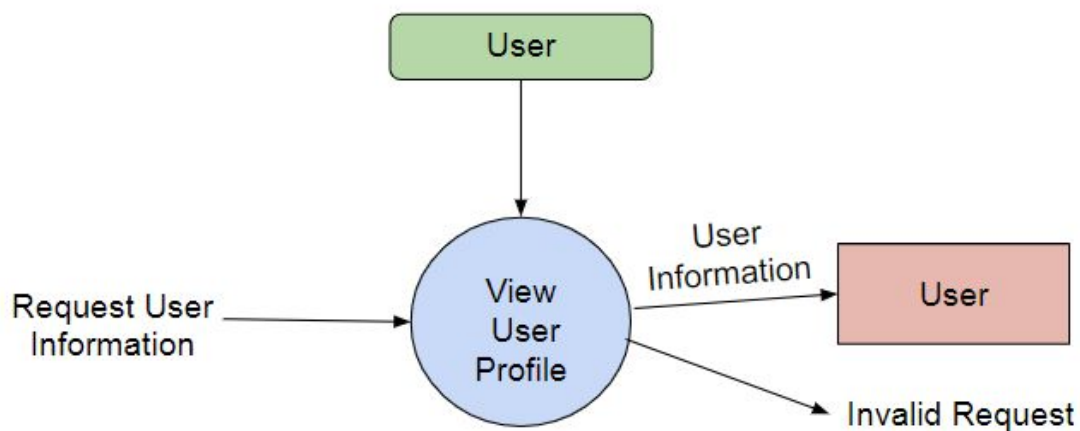 User
User
Information
Request User
Information
View
User
Profile
User
Invalid Request